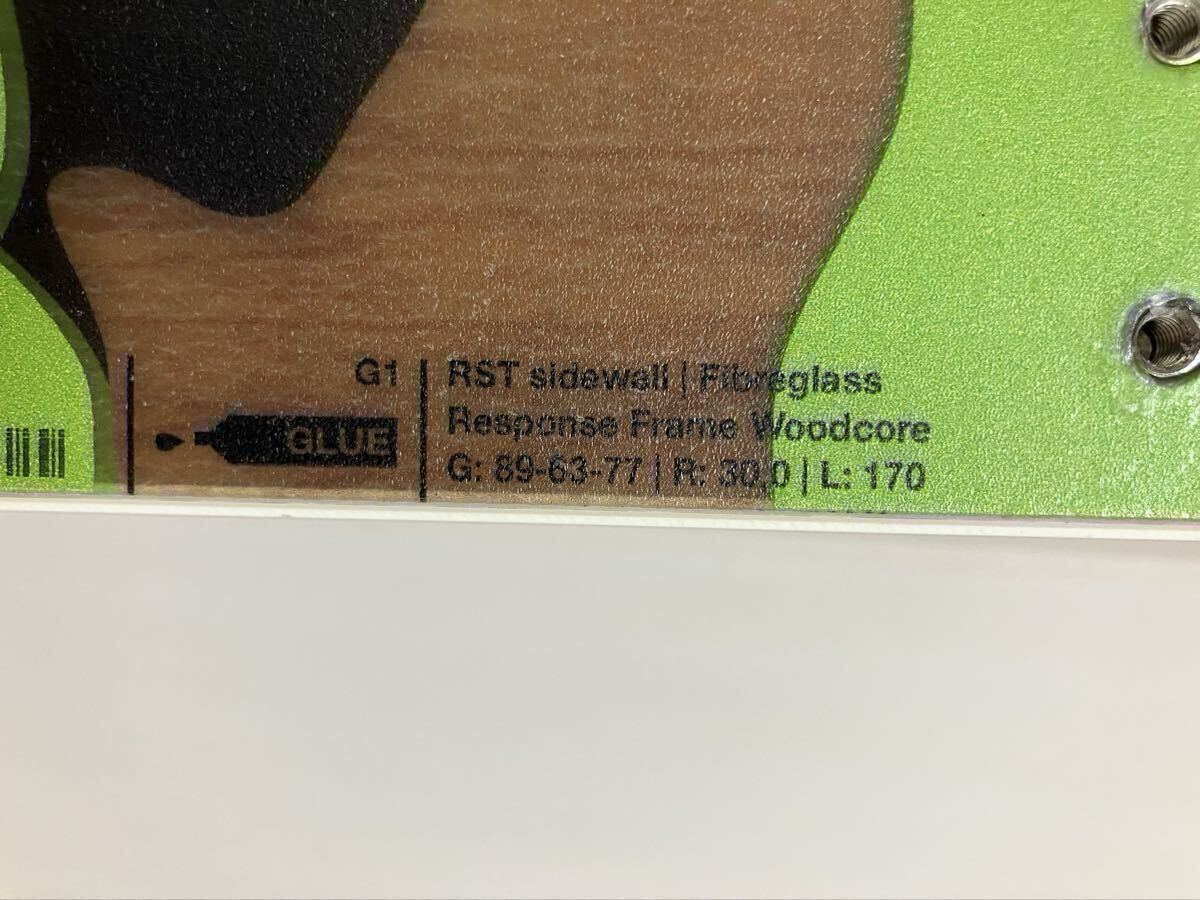 G1
GLUE
RST sidewall | Fibreglass
Response Frame Woodcore
G: 89-63-77 | R: 30,0 | L: 170